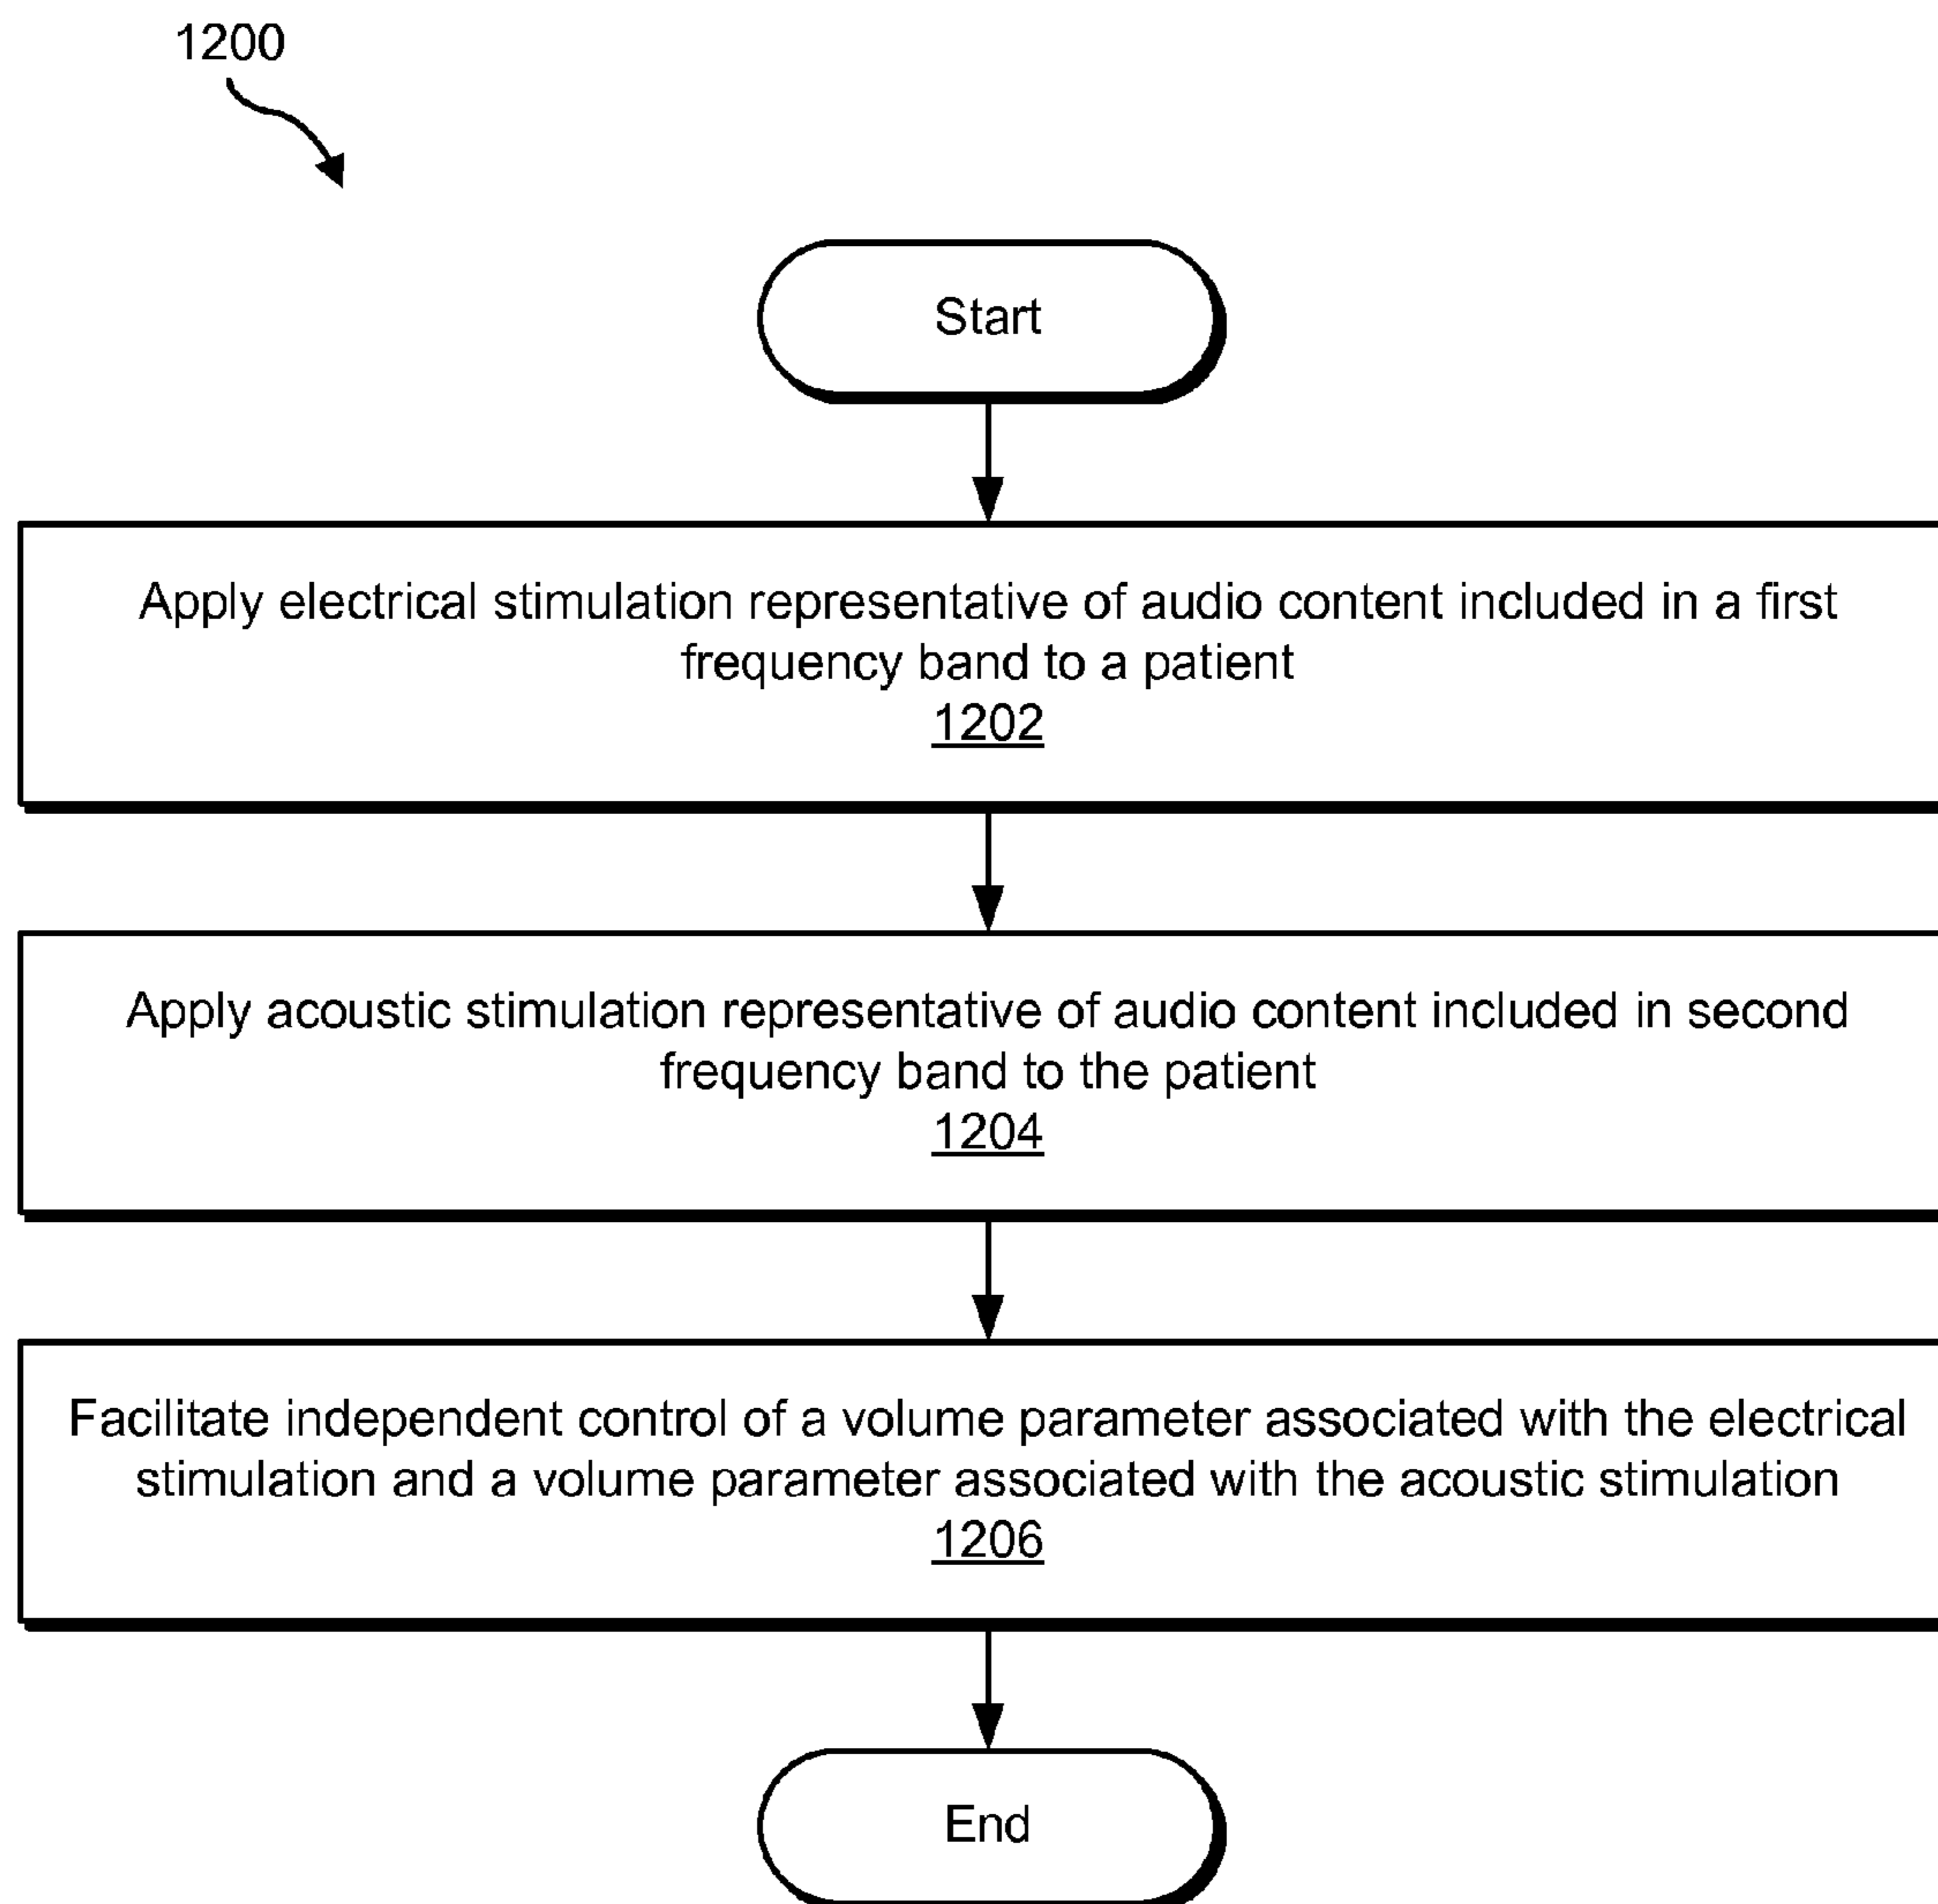 1200
Start
Apply electrical stimulation representative of audio content included in a first
frequency band to a patient
1202
Apply acoustic stimulation representative of audio content included in second
frequency band to the patient
1204
Facilitate independent control of a volume parameter associated with the electrical
stimulation and a volume parameter associated with the acoustic stimulation
1206
End